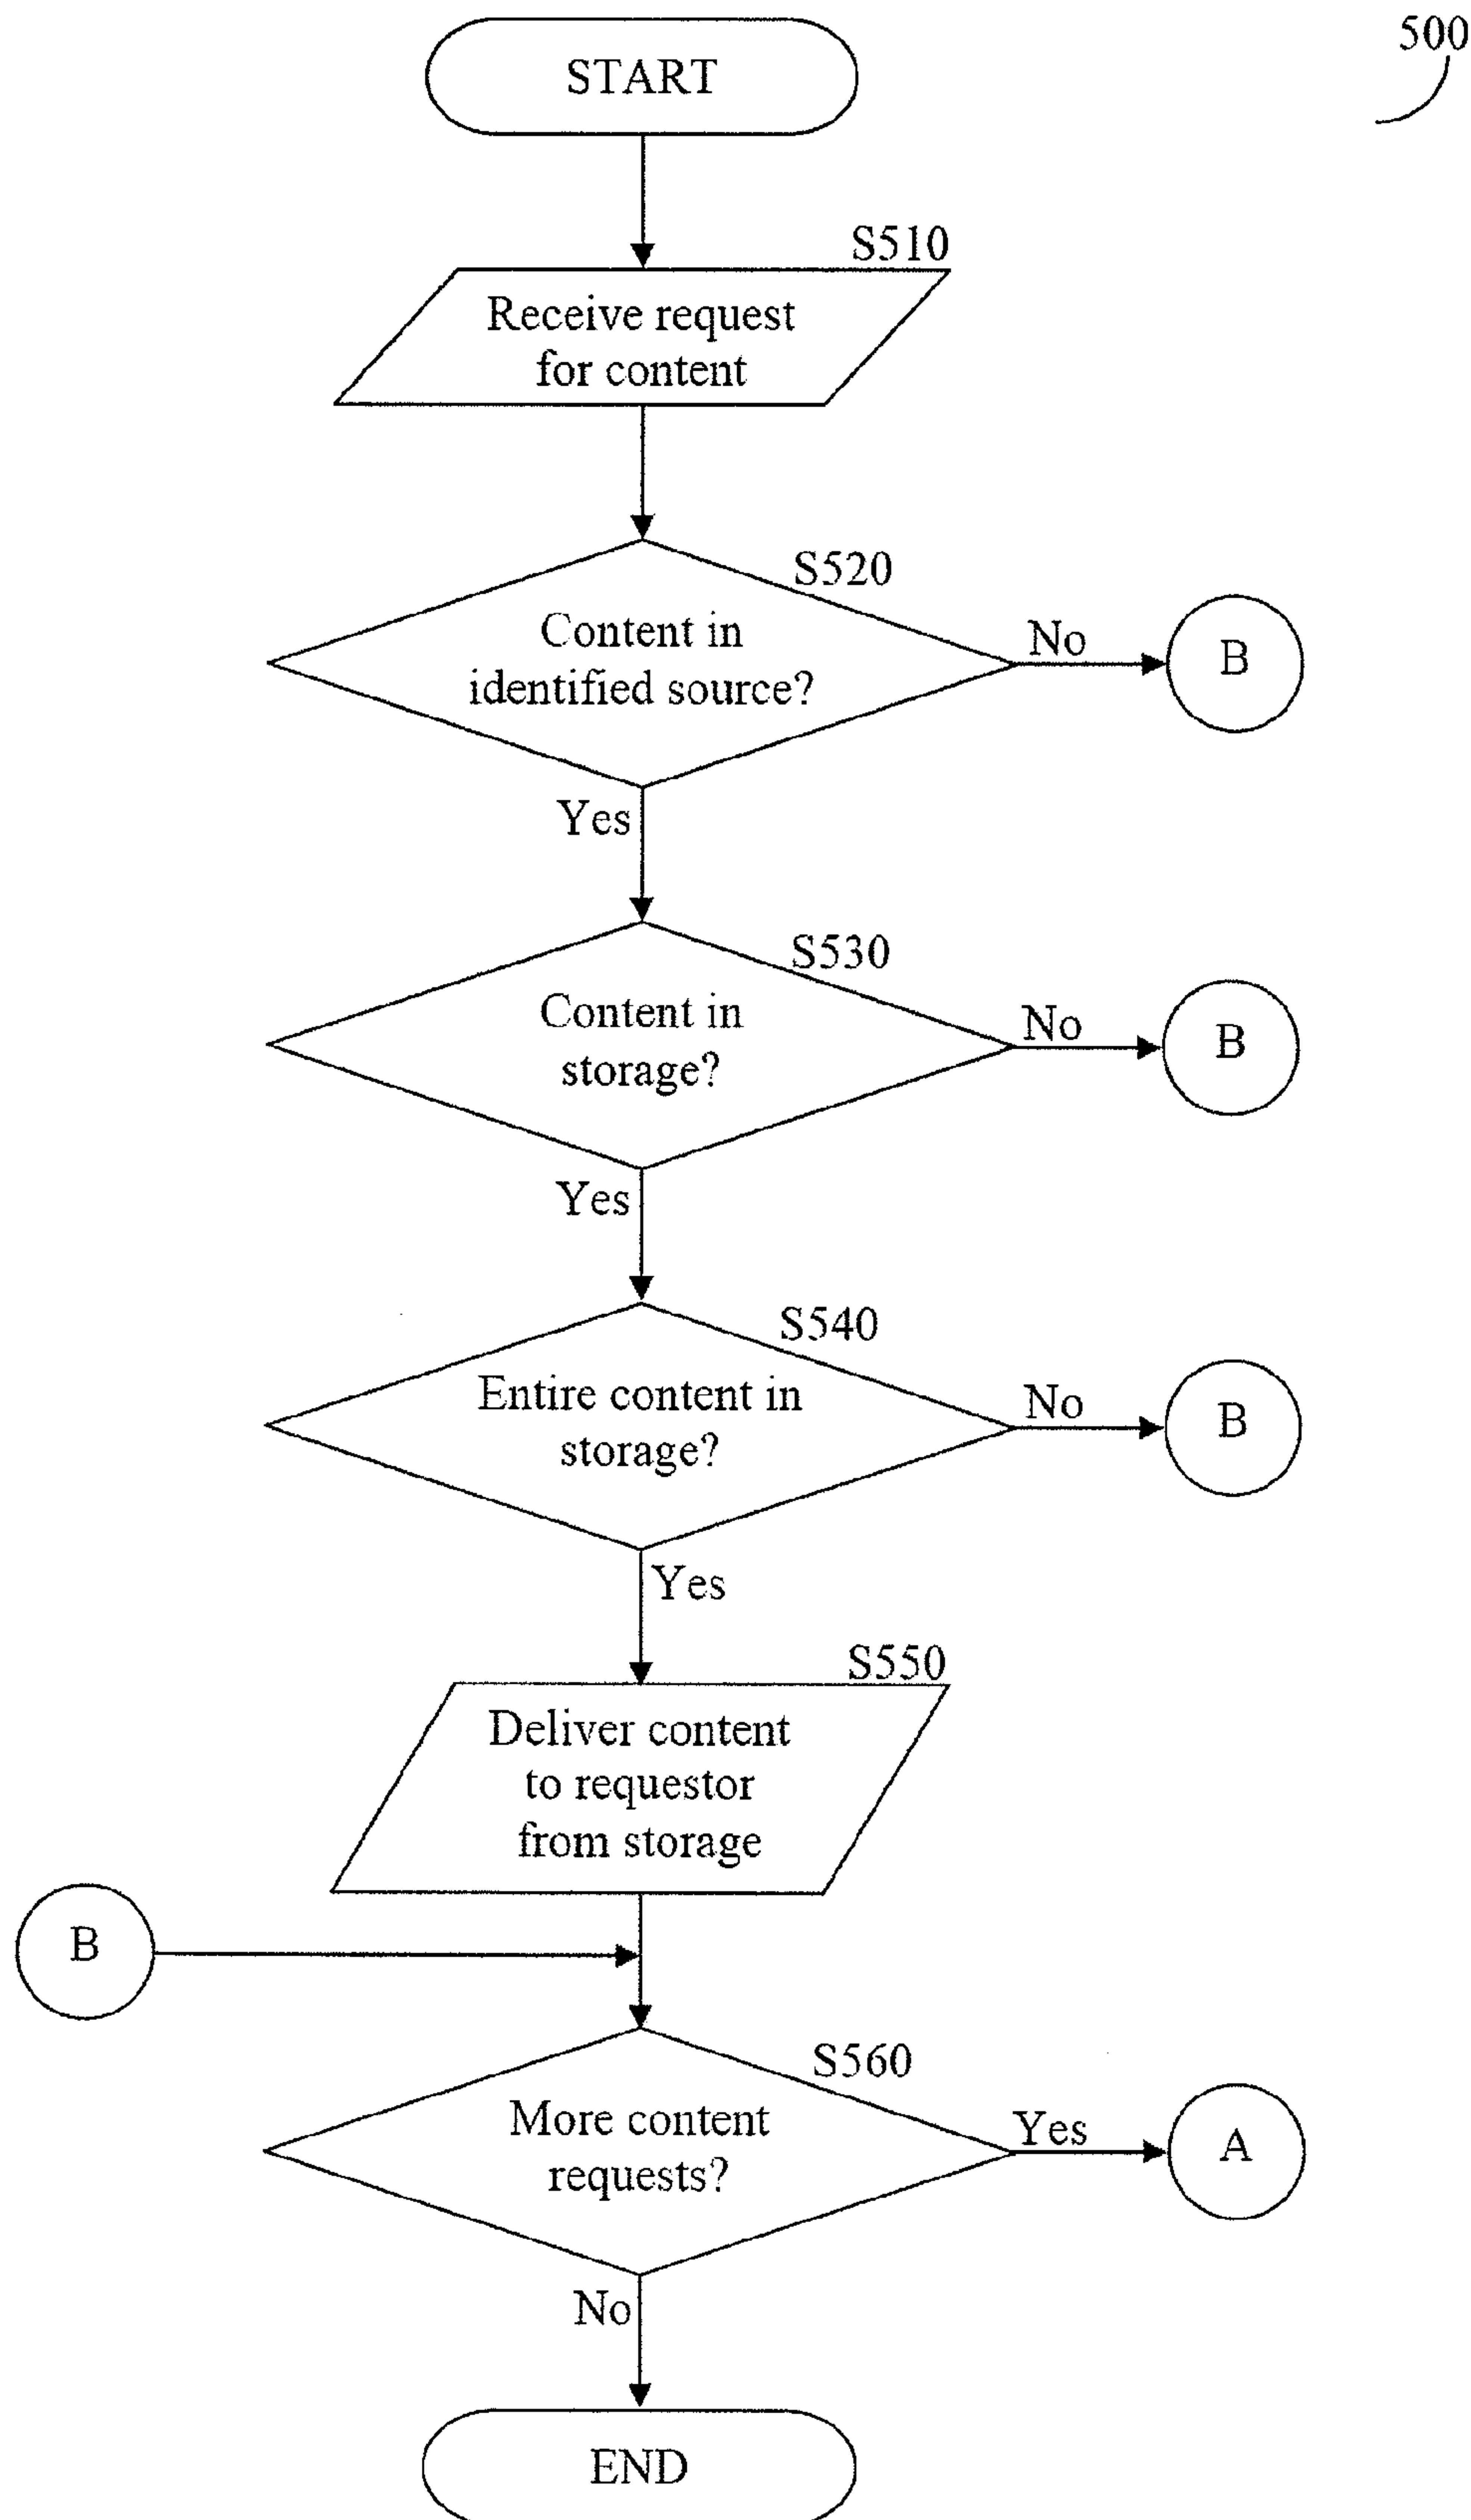 500
START
S510
Receive request
for content
S520
Content in
identified source?
No
B
Yes
S530
Content in
storage?
No
B
Yes
S540
Entire content in
storage?
No
B
Yes
S550
Deliver content
to requestor
from storage
B
S560
More content
requests?
Yes
A
No
END